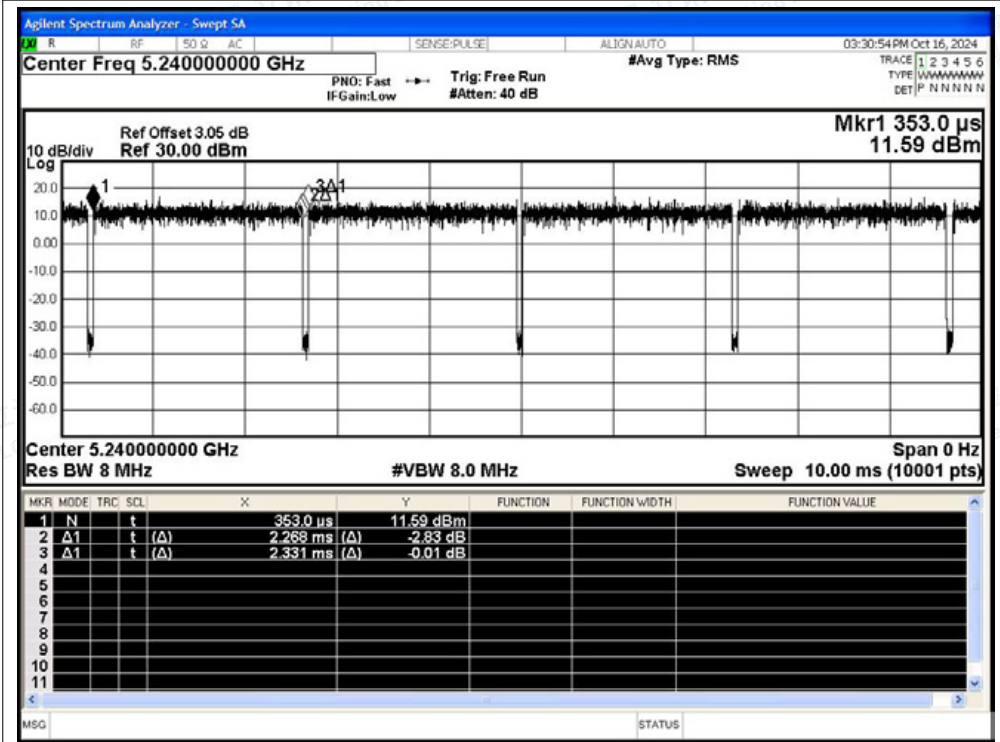 Agilent Spectrum Analyzer - Swept SA
LXI R RF 50 Ω AC SENSE:PULSE ALIGN AUTO 03:30:54 PM Oct 16, 2024
Center Freq 5.240000000 GHz #Avg Type: RMS TRACE 1 2 3 4 5 6
PNO: Fast Trig: Free Run TYPE WWWWWW
IFGain:Low #Atten: 40 dB DET P N N N N N
Mkr1 353.0 µs
Ref Offset 3.05 dB
10 dB/div Ref 30.00 dBm 11.59 dBm
Log
20.0
10.0
0.00
-10.0
-20.0
-30.0
-40.0
-50.0
-60.0
1 3Δ1
2Δ1
Center 5.240000000 GHz Span 0 Hz
Res BW 8 MHz #VBW 8.0 MHz Sweep 10.00 ms (10001 pts)
MKR MODE TRC SCL X Y FUNCTION FUNCTION WIDTH FUNCTION VALUE
1 N t 353.0 µs 11.59 dBm
2 Δ1 t (Δ) 2.268 ms (Δ) -2.83 dB
3 Δ1 t (Δ) 2.331 ms (Δ) -0.01 dB
4
5
6
7
8
9
10
11
MSG STATUS